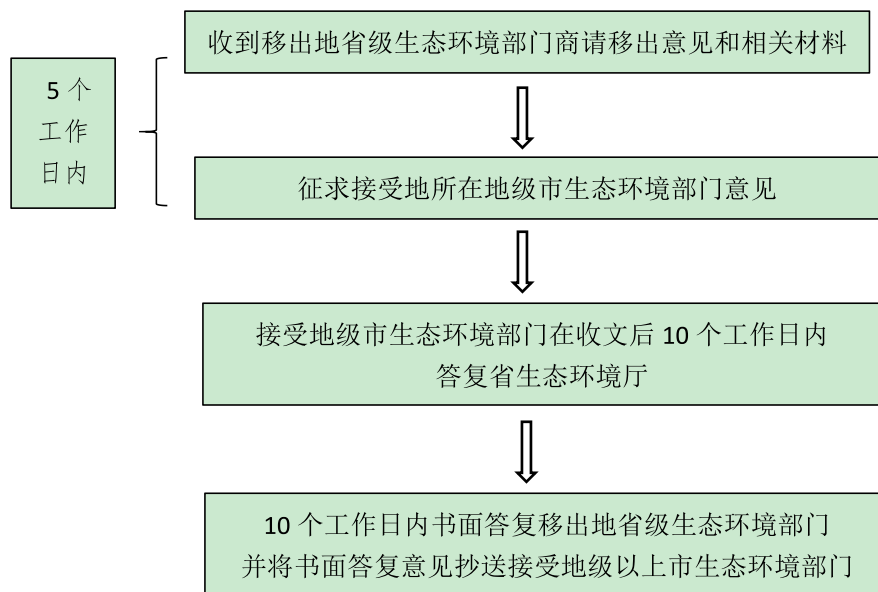 收到移出地省级生态环境部门商请移出意见和相关材料
5 个
工作
日内
征求接受地所在地级市生态环境部门意见
接受地级市生态环境部门在收文后 10 个工作日内
答复省生态环境厅
10 个工作日内书面答复移出地省级生态环境部门
并将书面答复意见抄送接受地级以上市生态环境部门